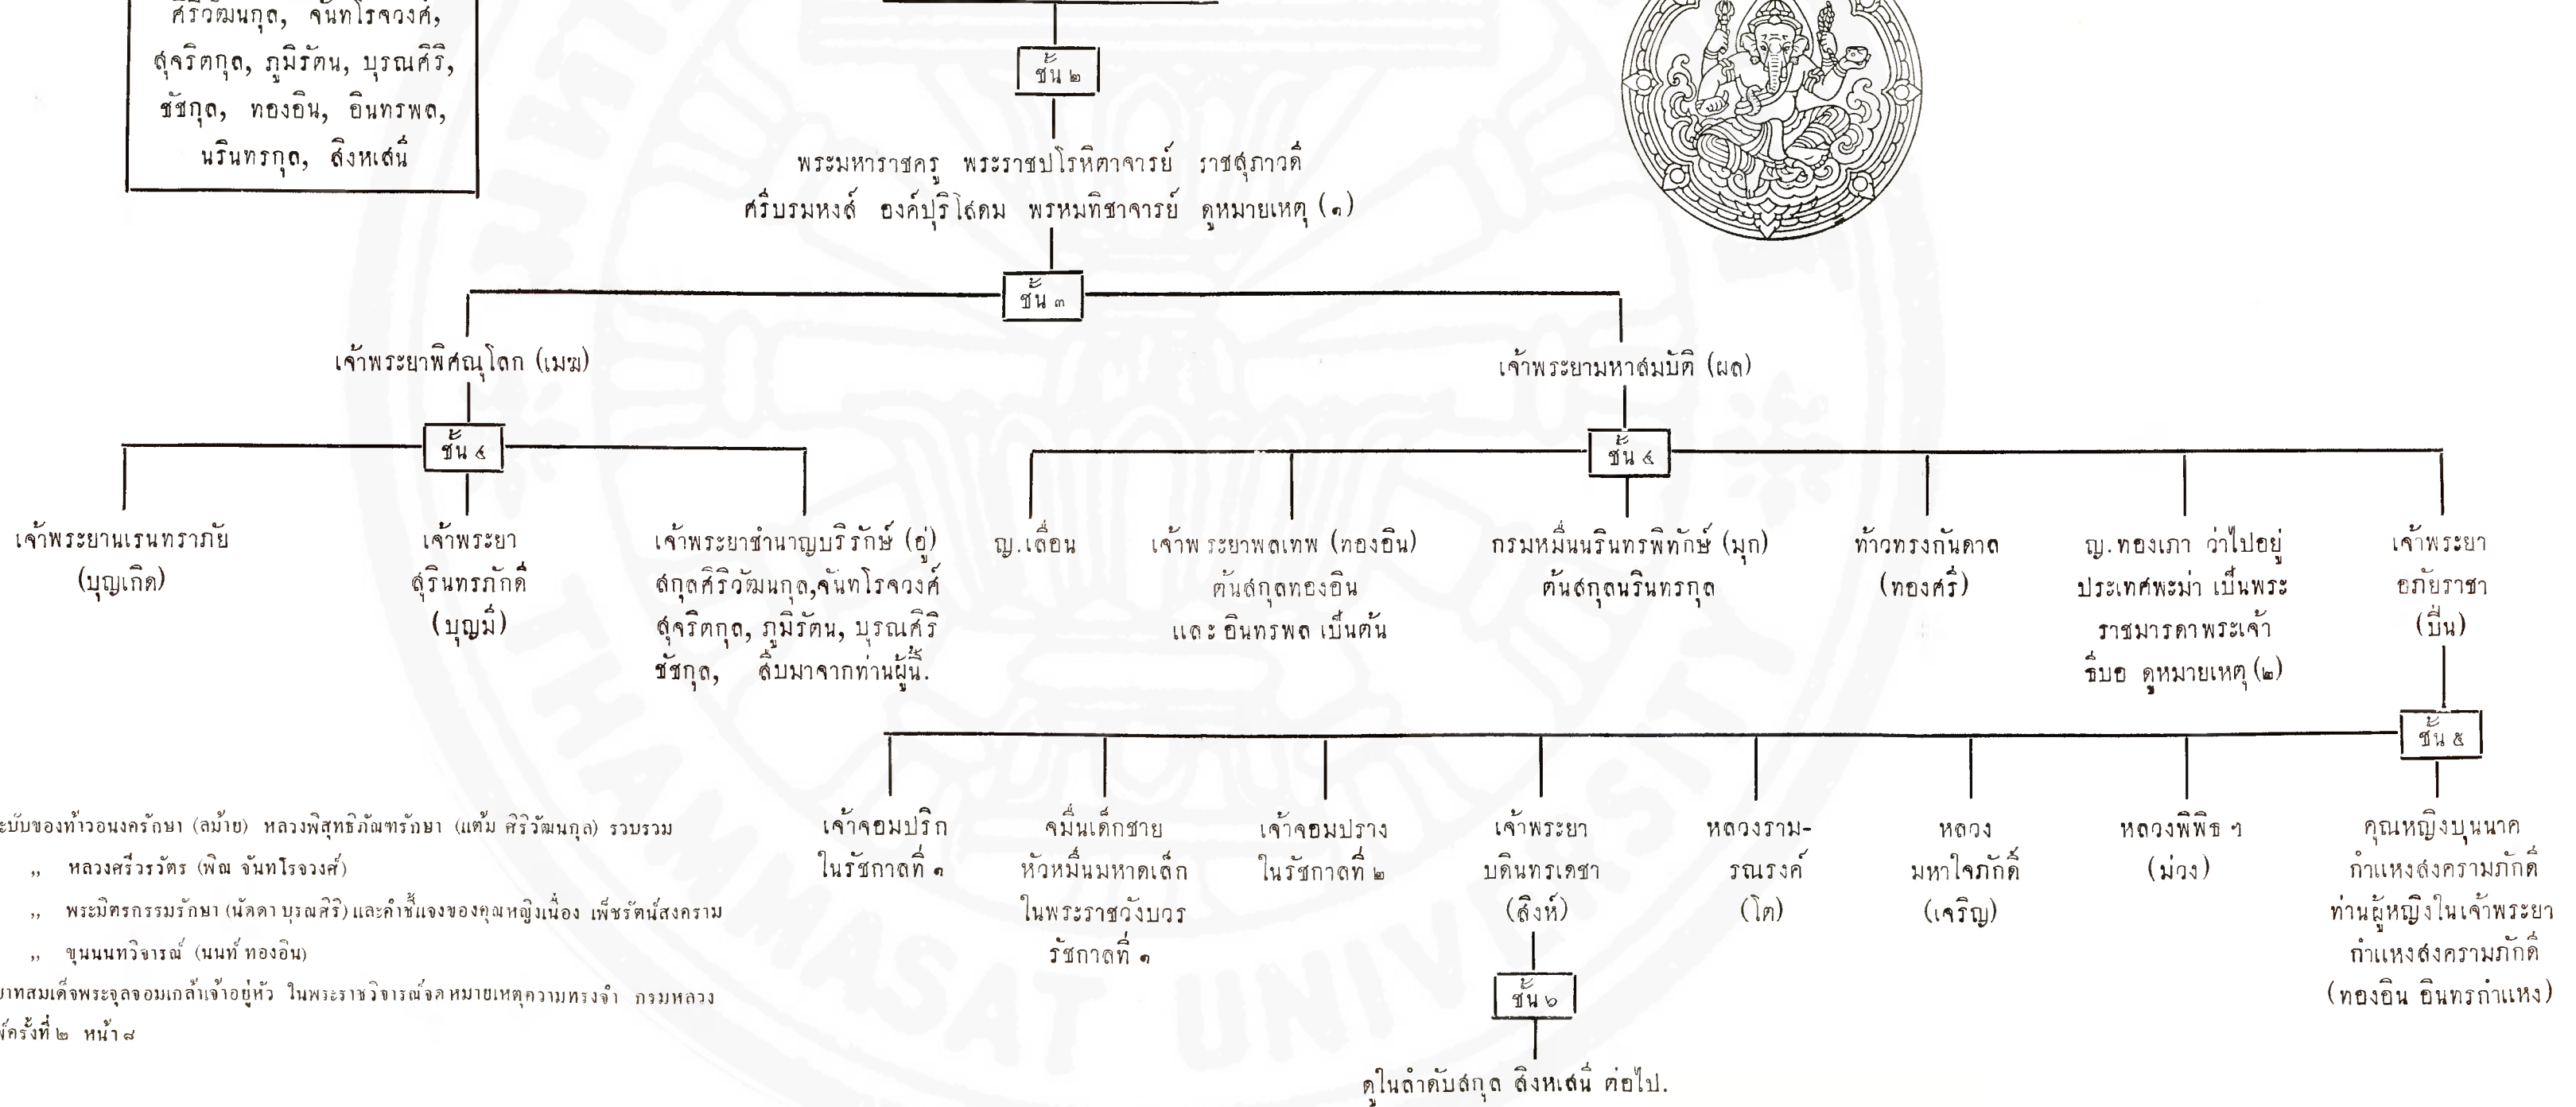 ศิริวัฒนกุล, จันทโรจวงศ์,
สุจริตกุล, ภูมิรัตน, บุรณศิริ,
ชัชกุล, ทองอิน, อินทรพล,
นรินทรกุล, สิงหเสนี
ชั้น ๒
พระมหาราชครู พระราชปโรหิตาจารย์ ราชสุภาวดี
ศรีบรมหงส์ องค์ปุริโสดม พรหมทิชาจารย์ ดูหมายเหตุ (๑)
ชั้น ๓
เจ้าพระยาพิศณุโลก (เมฆ)
เจ้าพระยามหาสมบัติ (ผล)
ชั้น ๔
ชั้น ๔
เจ้าพระยานเรนทราภัย
(บุญเกิด)
เจ้าพระยา
สุรินทรภักดี
(บุญมี)
เจ้าพระยาชำนาญบริรักษ์ (อู่)
สกุลศิริวัฒนกุล,จันทโรจวงศ์
สุจริตกุล, ภูมิรัตน, บุรณศิริ
ชัชกุล, สืบมาจากท่านผู้นี้.
ญ.เลื่อน
เจ้าพระยาพลเทพ (ทองอิน)
ต้นสกุลทองอิน
และ อินทรพล เป็นต้น
กรมหมื่นนรินทรพิทักษ์ (มุก)
ต้นสกุลนรินทรกุล
ท้าวทรงกันดาล
(ทองศรี)
ญ.ทองเภา ว่าไปอยู่
ประเทศพะม่า เป็นพระ
ราชมารดาพระเจ้า
ธีบอ ดูหมายเหตุ (๒)
เจ้าพระยา
อภัยราชา
(ปิ่น)
ชั้น ๕
เจ้าจอมปริก
ในรัชกาลที่ ๑
จมื่นเด็กชาย
หัวหมื่นมหาดเล็ก
ในพระราชวังบวร
รัชกาลที่ ๑
เจ้าจอมปราง
ในรัชกาลที่ ๒
เจ้าพระยา
บดินทรเดชา
(สิงห์)
หลวงราม-
รณรงค์
(โต)
หลวง
มหาใจภักดิ์
(เจริญ)
หลวงพิพิธ ฯ
(ม่วง)
คุณหญิงบุนนาค
กำแหงสงครามภักดี
ท่านผู้หญิงในเจ้าพระยา
กำแหงสงครามภักดี
(ทองอิน อินทรกำแหง)
ชั้น ๖
ดูในลำดับสกุล สิงหเสนี ต่อไป.
ะบับของท้าวอนงครักษา (ลม้าย) หลวงพิสุทธิภัณฑรักษา (แต้ม ศิริวัฒนกุล) รวบรวม
,, หลวงศรีวรวัตร (พิณ จันทโรจวงศ์)
,, พระมิตรกรรมรักษา (นัดดา บุรณศิริ) และคำชี้แจงของคุณหญิงเนื่อง เพ็ชรัตน์สงคราม
,, ขุนนนทวิจารณ์ (นนท์ ทองอิน)
บาทสมเด็จพระจุลจอมเกล้าเจ้าอยู่หัว ในพระราชวิจารณ์จดหมายเหตุความทรงจำ กรมหลวง
พ์ครั้งที่ ๒ หน้า ๘
THAMMASAT UNIVERSITY